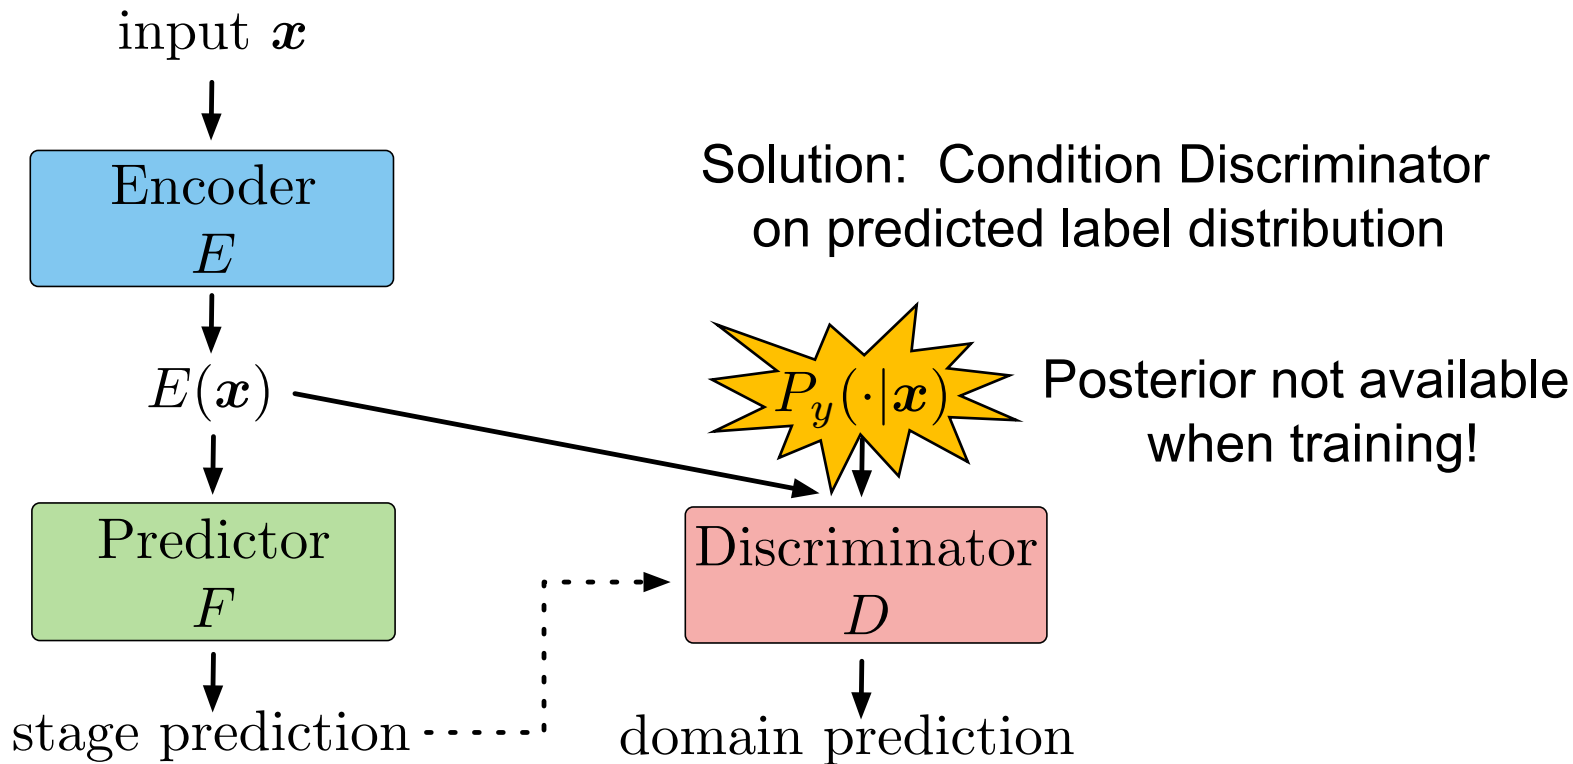 input x
Encoder
E
Solution: Condition Discriminator
on predicted label distribution
E(x)
P_y(·|x)
Posterior not available
when training!
Predictor
F
Discriminator
D
stage prediction
domain prediction